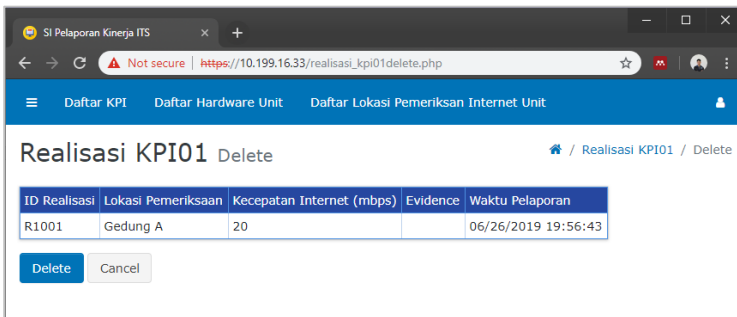 SI Pelaporan Kinerja ITS
Not secure | https://10.199.16.33/realisasi_kpi01delete.php
Daftar KPI Daftar Hardware Unit Daftar Lokasi Pemeriksan Internet Unit
Realisasi KPI01 Delete
/ Realisasi KPI01 / Delete
ID Realisasi Lokasi Pemeriksaan Kecepatan Internet (mbps) Evidence Waktu Pelaporan
R1001 Gedung A 20 06/26/2019 19:56:43
Delete Cancel